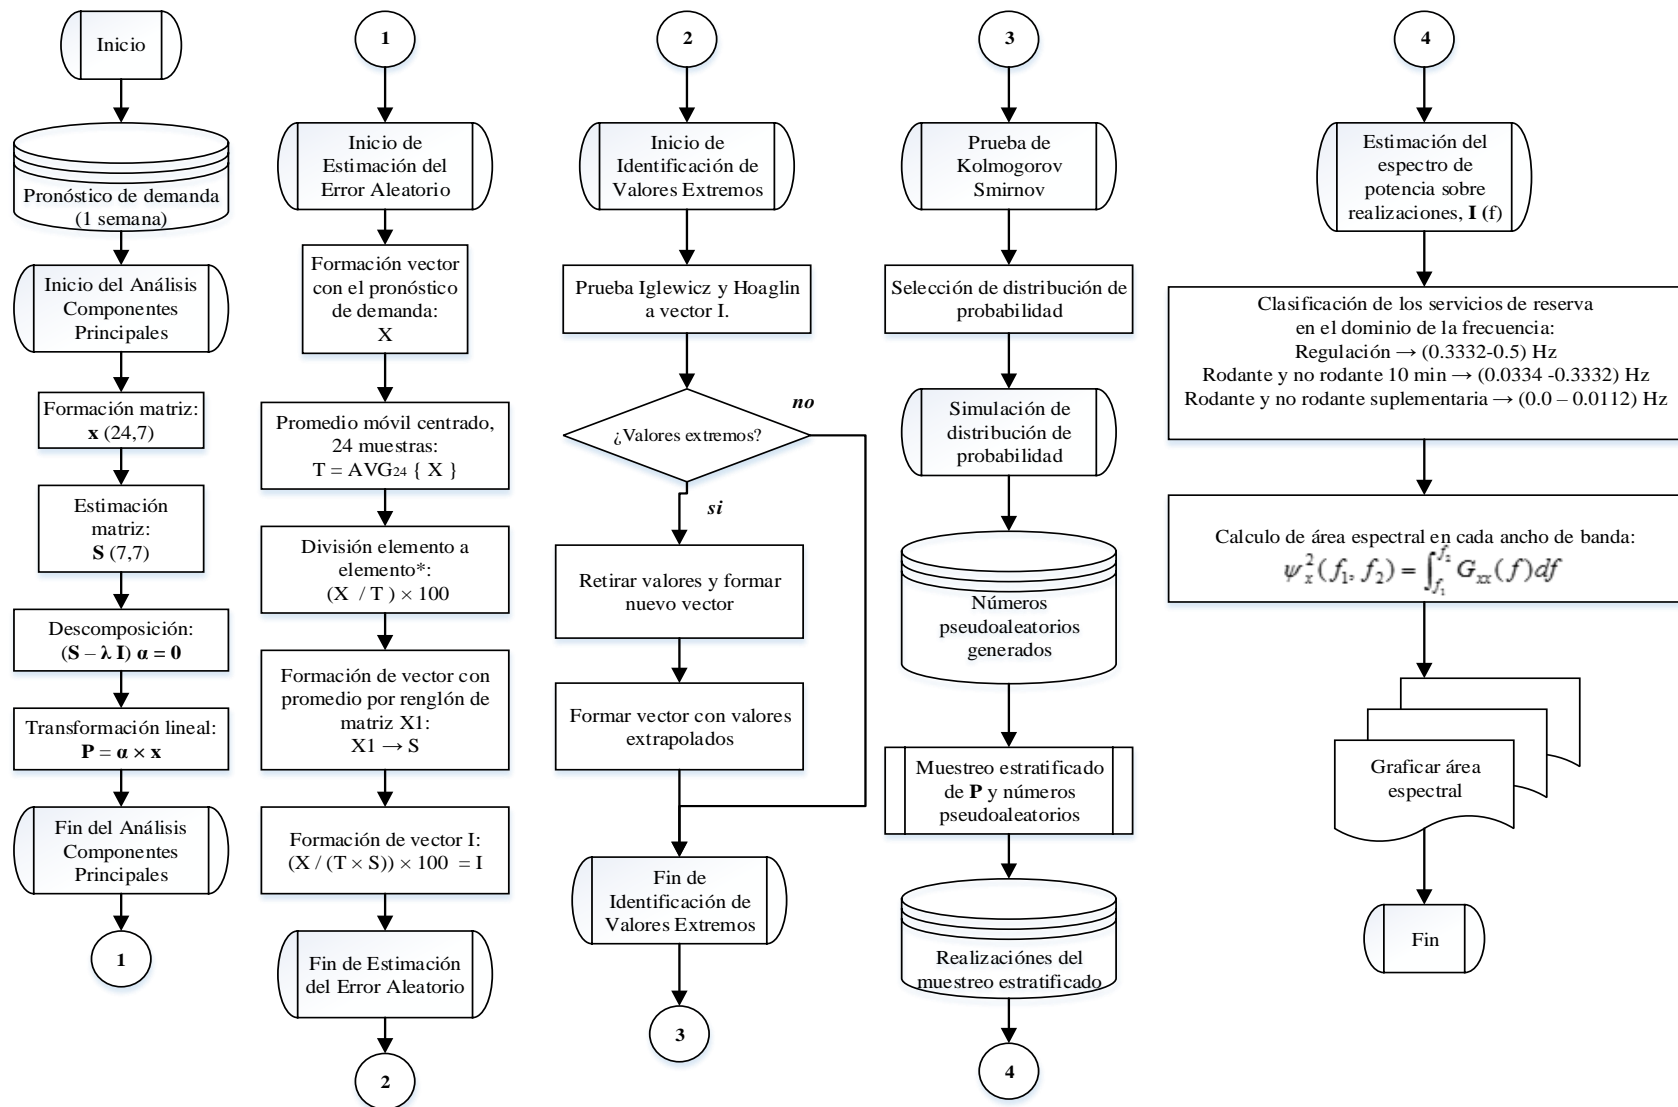 Inicio
Pronóstico de demanda
(1 semana)
Inicio del Análisis
Componentes
Principales
Formación matriz:
x (24,7)
Estimación
matriz:
S (7,7)
Descomposición:
(S – λ I) α = 0
Transformación lineal:
P = α × x
Fin del Análisis
Componentes
Principales
1
1
Inicio de
Estimación del
Error Aleatorio
Formación vector
con el pronóstico
de demanda:
X
Promedio móvil centrado,
24 muestras:
T = AVG24 { X }
División elemento a
elemento*:
(X / T ) × 100
Formación de vector con
promedio por renglón de
matriz X1:
X1 → S
Formación de vector I:
(X / (T × S)) × 100 = I
Fin de Estimación
del Error Aleatorio
2
2
Inicio de
Identificación de
Valores Extremos
Prueba Iglewicz y Hoaglin
a vector I.
¿Valores extremos?
no
si
Retirar valores y formar
nuevo vector
Formar vector con valores
extrapolados
Fin de
Identificación de
Valores Extremos
3
3
Prueba de
Kolmogorov
Smirnov
Selección de distribución de
probabilidad
Simulación de
distribución de
probabilidad
Números
pseudoaleatorios
generados
Muestreo estratificado
de P y números
pseudoaleatorios
Realizaciónes del
muestreo estratificado
4
4
Estimación del
espectro de
potencia sobre
realizaciones, I (f)
Clasificación de los servicios de reserva
en el dominio de la frecuencia:
Regulación → (0.3332-0.5) Hz
Rodante y no rodante 10 min → (0.0334 -0.3332) Hz
Rodante y no rodante suplementaria → (0.0 – 0.0112) Hz
Calculo de área espectral en cada ancho de banda:
ψ_x^2(f_1, f_2) = ∫_{f_1}^{f_2} G_{xx}(f)df
Graficar área
espectral
Fin